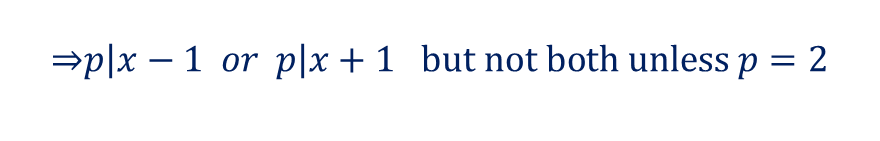 ⇒p|x − 1 or p|x + 1 but not both unless p = 2